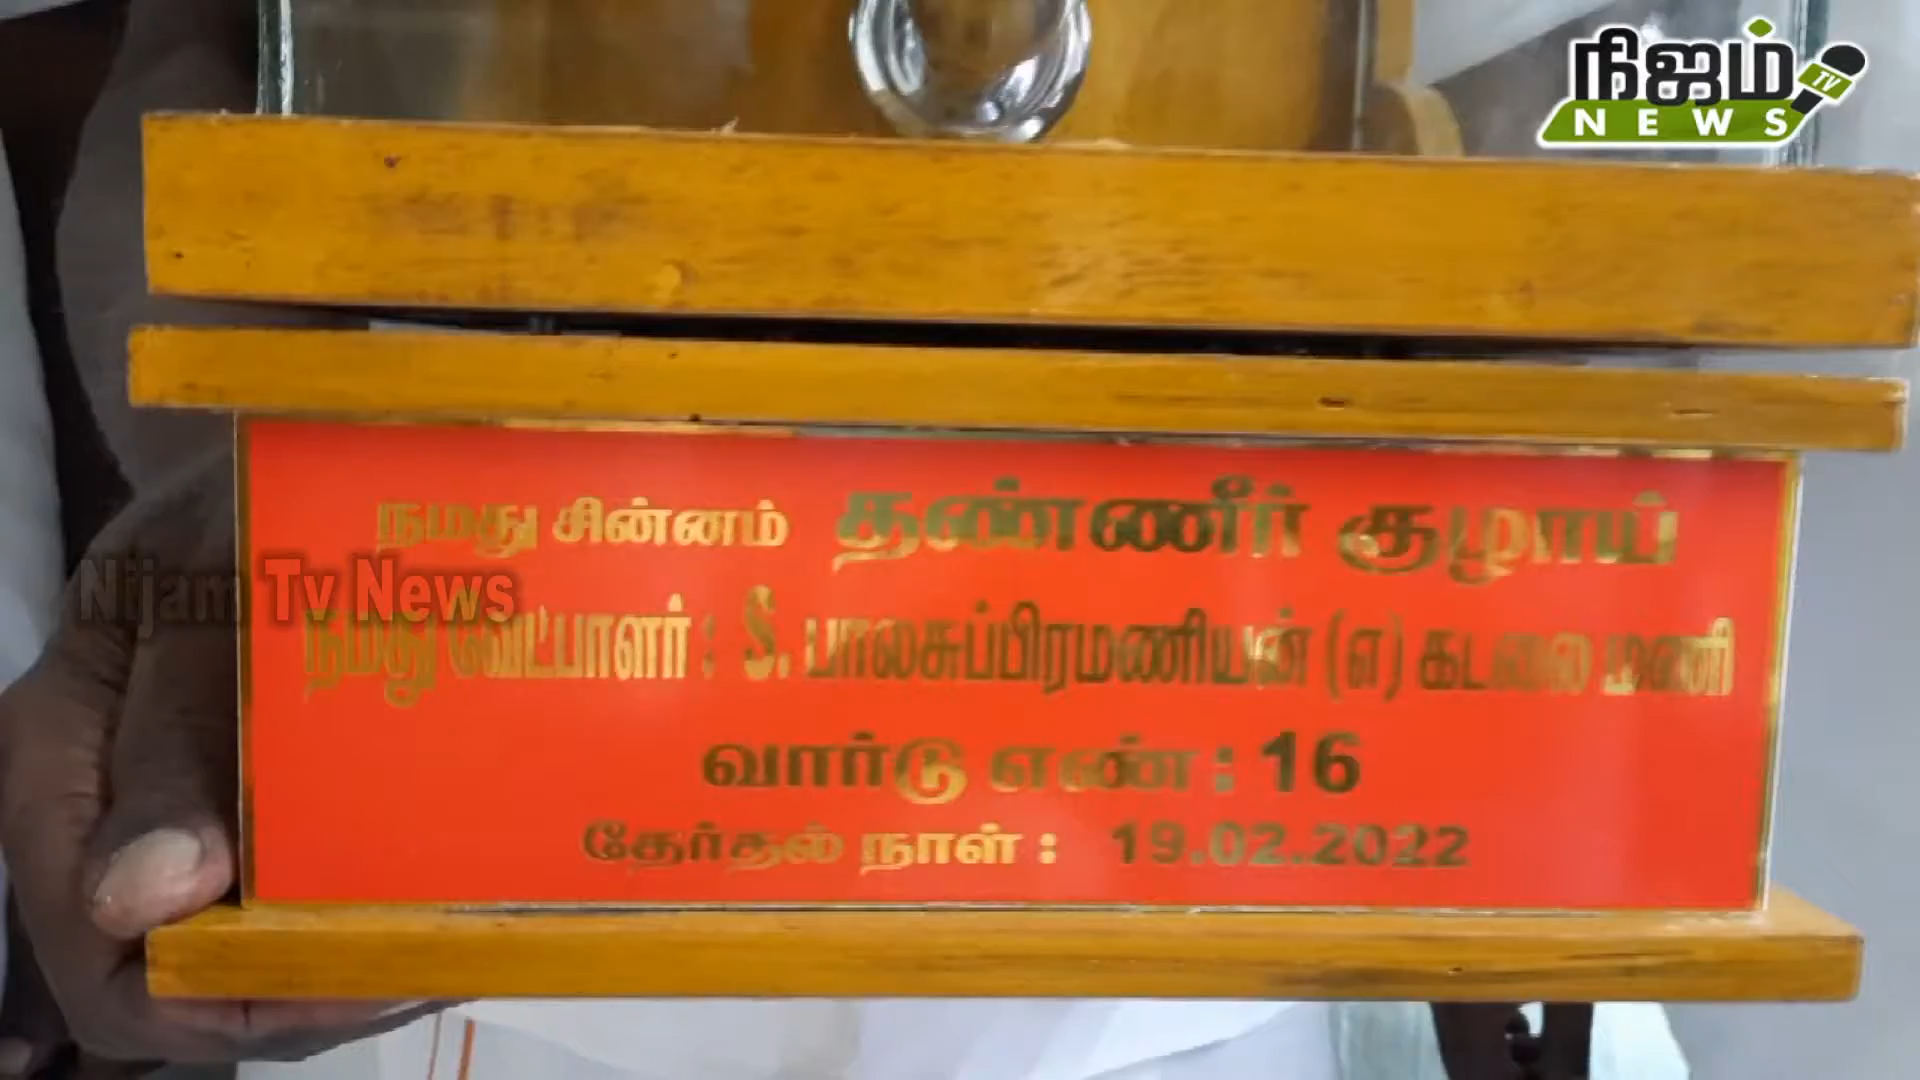 நிஜம்
TV
NEWS
நமது சின்னம் தண்ணீர் குழாய்
Nijam Tv News
நமது வேட்பாளர் : S. பாலசுப்பிரமணியன் (எ) கடலை மணி
வார்டு எண் : 16
தேர்தல் நாள் : 19.02.2022